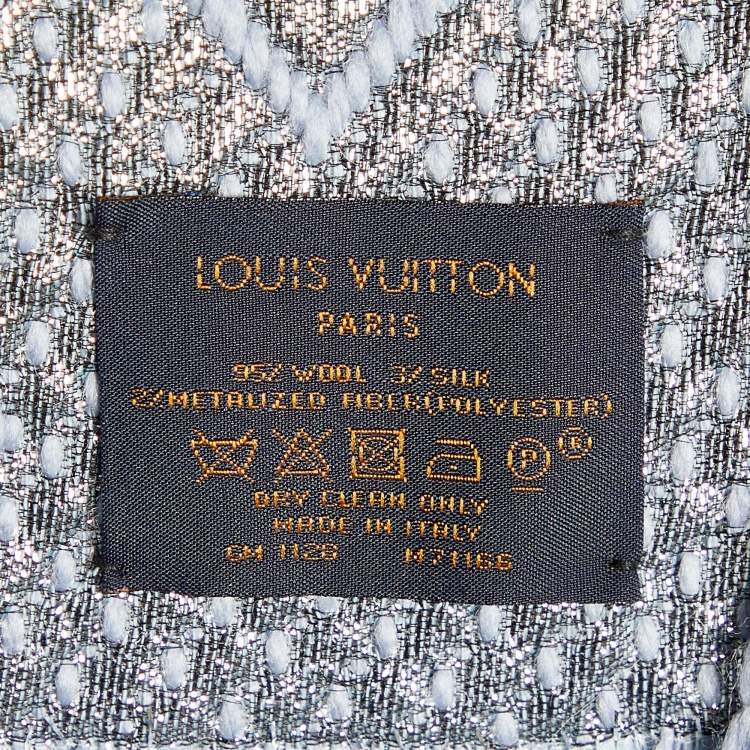 LOUIS VUITTON
PARIS
95% WOOL 3% SILK
2% METALIZED FIBER(POLYESTER)
P R
DRY CLEAN ONLY
MADE IN ITALY
GM 1128 M71166